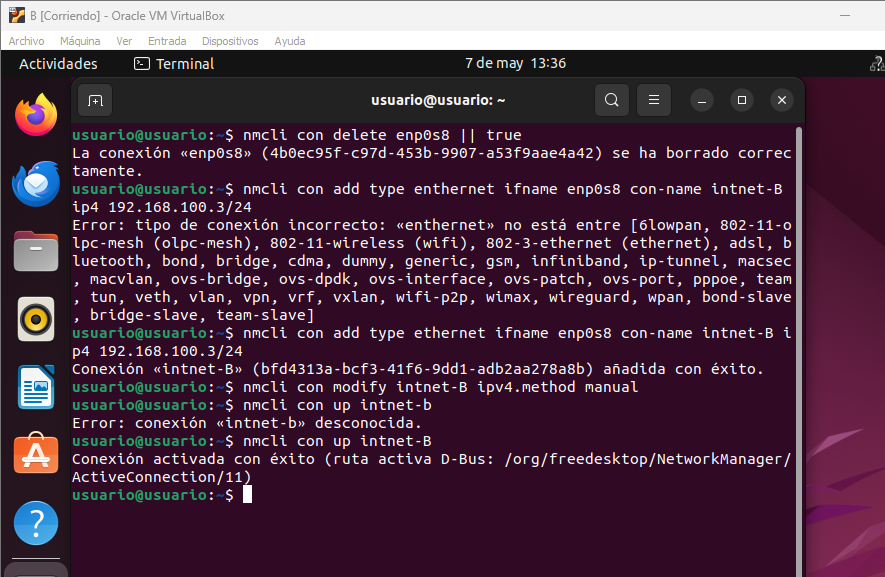 B [Corriendo] - Oracle VM VirtualBox
Archivo Máquina Ver Entrada Dispositivos Ayuda
Actividades Terminal 7 de may 13:36
usuario@usuario: ~
usuario@usuario:~$ nmcli con delete enp0s8 || true
La conexión «enp0s8» (4b0ec95f-c97d-453b-9907-a53f9aae4a42) se ha borrado correc
tamente.
usuario@usuario:~$ nmcli con add type enthernet ifname enp0s8 con-name intnet-B
ip4 192.168.100.3/24
Error: tipo de conexión incorrecto: «enthernet» no está entre [6lowpan, 802-11-o
lpc-mesh (olpc-mesh), 802-11-wireless (wifi), 802-3-ethernet (ethernet), adsl, b
luetooth, bond, bridge, cdma, dummy, generic, gsm, infiniband, ip-tunnel, macsec
, macvlan, ovs-bridge, ovs-dpdk, ovs-interface, ovs-patch, ovs-port, pppoe, team
, tun, veth, vlan, vpn, vrf, vxlan, wifi-p2p, wimax, wireguard, wpan, bond-slave
, bridge-slave, team-slave]
usuario@usuario:~$ nmcli con add type ethernet ifname enp0s8 con-name intnet-B i
p4 192.168.100.3/24
Conexión «intnet-B» (bfd4313a-bcf3-41f6-9dd1-adb2aa278a8b) añadida con éxito.
usuario@usuario:~$ nmcli con modify intnet-B ipv4.method manual
usuario@usuario:~$ nmcli con up intnet-b
Error: conexión «intnet-b» desconocida.
usuario@usuario:~$ nmcli con up intnet-B
Conexión activada con éxito (ruta activa D-Bus: /org/freedesktop/NetworkManager/
ActiveConnection/11)
usuario@usuario:~$